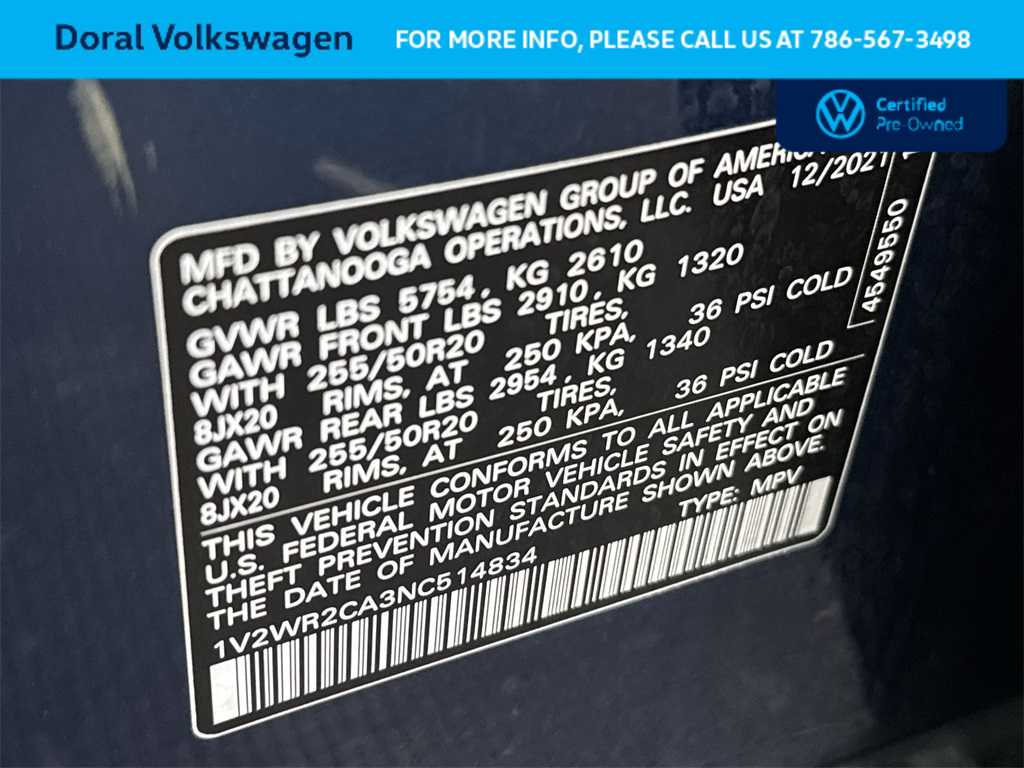 Doral Volkswagen
FOR MORE INFO, PLEASE CALL US AT 786-567-3498
Certified
Pre-Owned
MFD BY VOLKSWAGEN GROUP OF AMERICA
CHATTANOOGA OPERATIONS, LLC. USA 12/2021
GVWR LBS 5754, KG 2610
GAWR FRONT LBS 2910, KG 1320
WITH 255/50R20 TIRES,
8JX20 RIMS, AT 250 KPA, 36 PSI COLD
GAWR REAR LBS 2954, KG 1340
WITH 255/50R20 TIRES,
8JX20 RIMS, AT 250 KPA, 36 PSI COLD
4549550
THIS VEHICLE CONFORMS TO ALL APPLICABLE
U.S. FEDERAL MOTOR VEHICLE SAFETY AND
THEFT PREVENTION STANDARDS IN EFFECT ON
THE DATE OF MANUFACTURE SHOWN ABOVE.
1V2WR2CA3NC514834 TYPE: MPV